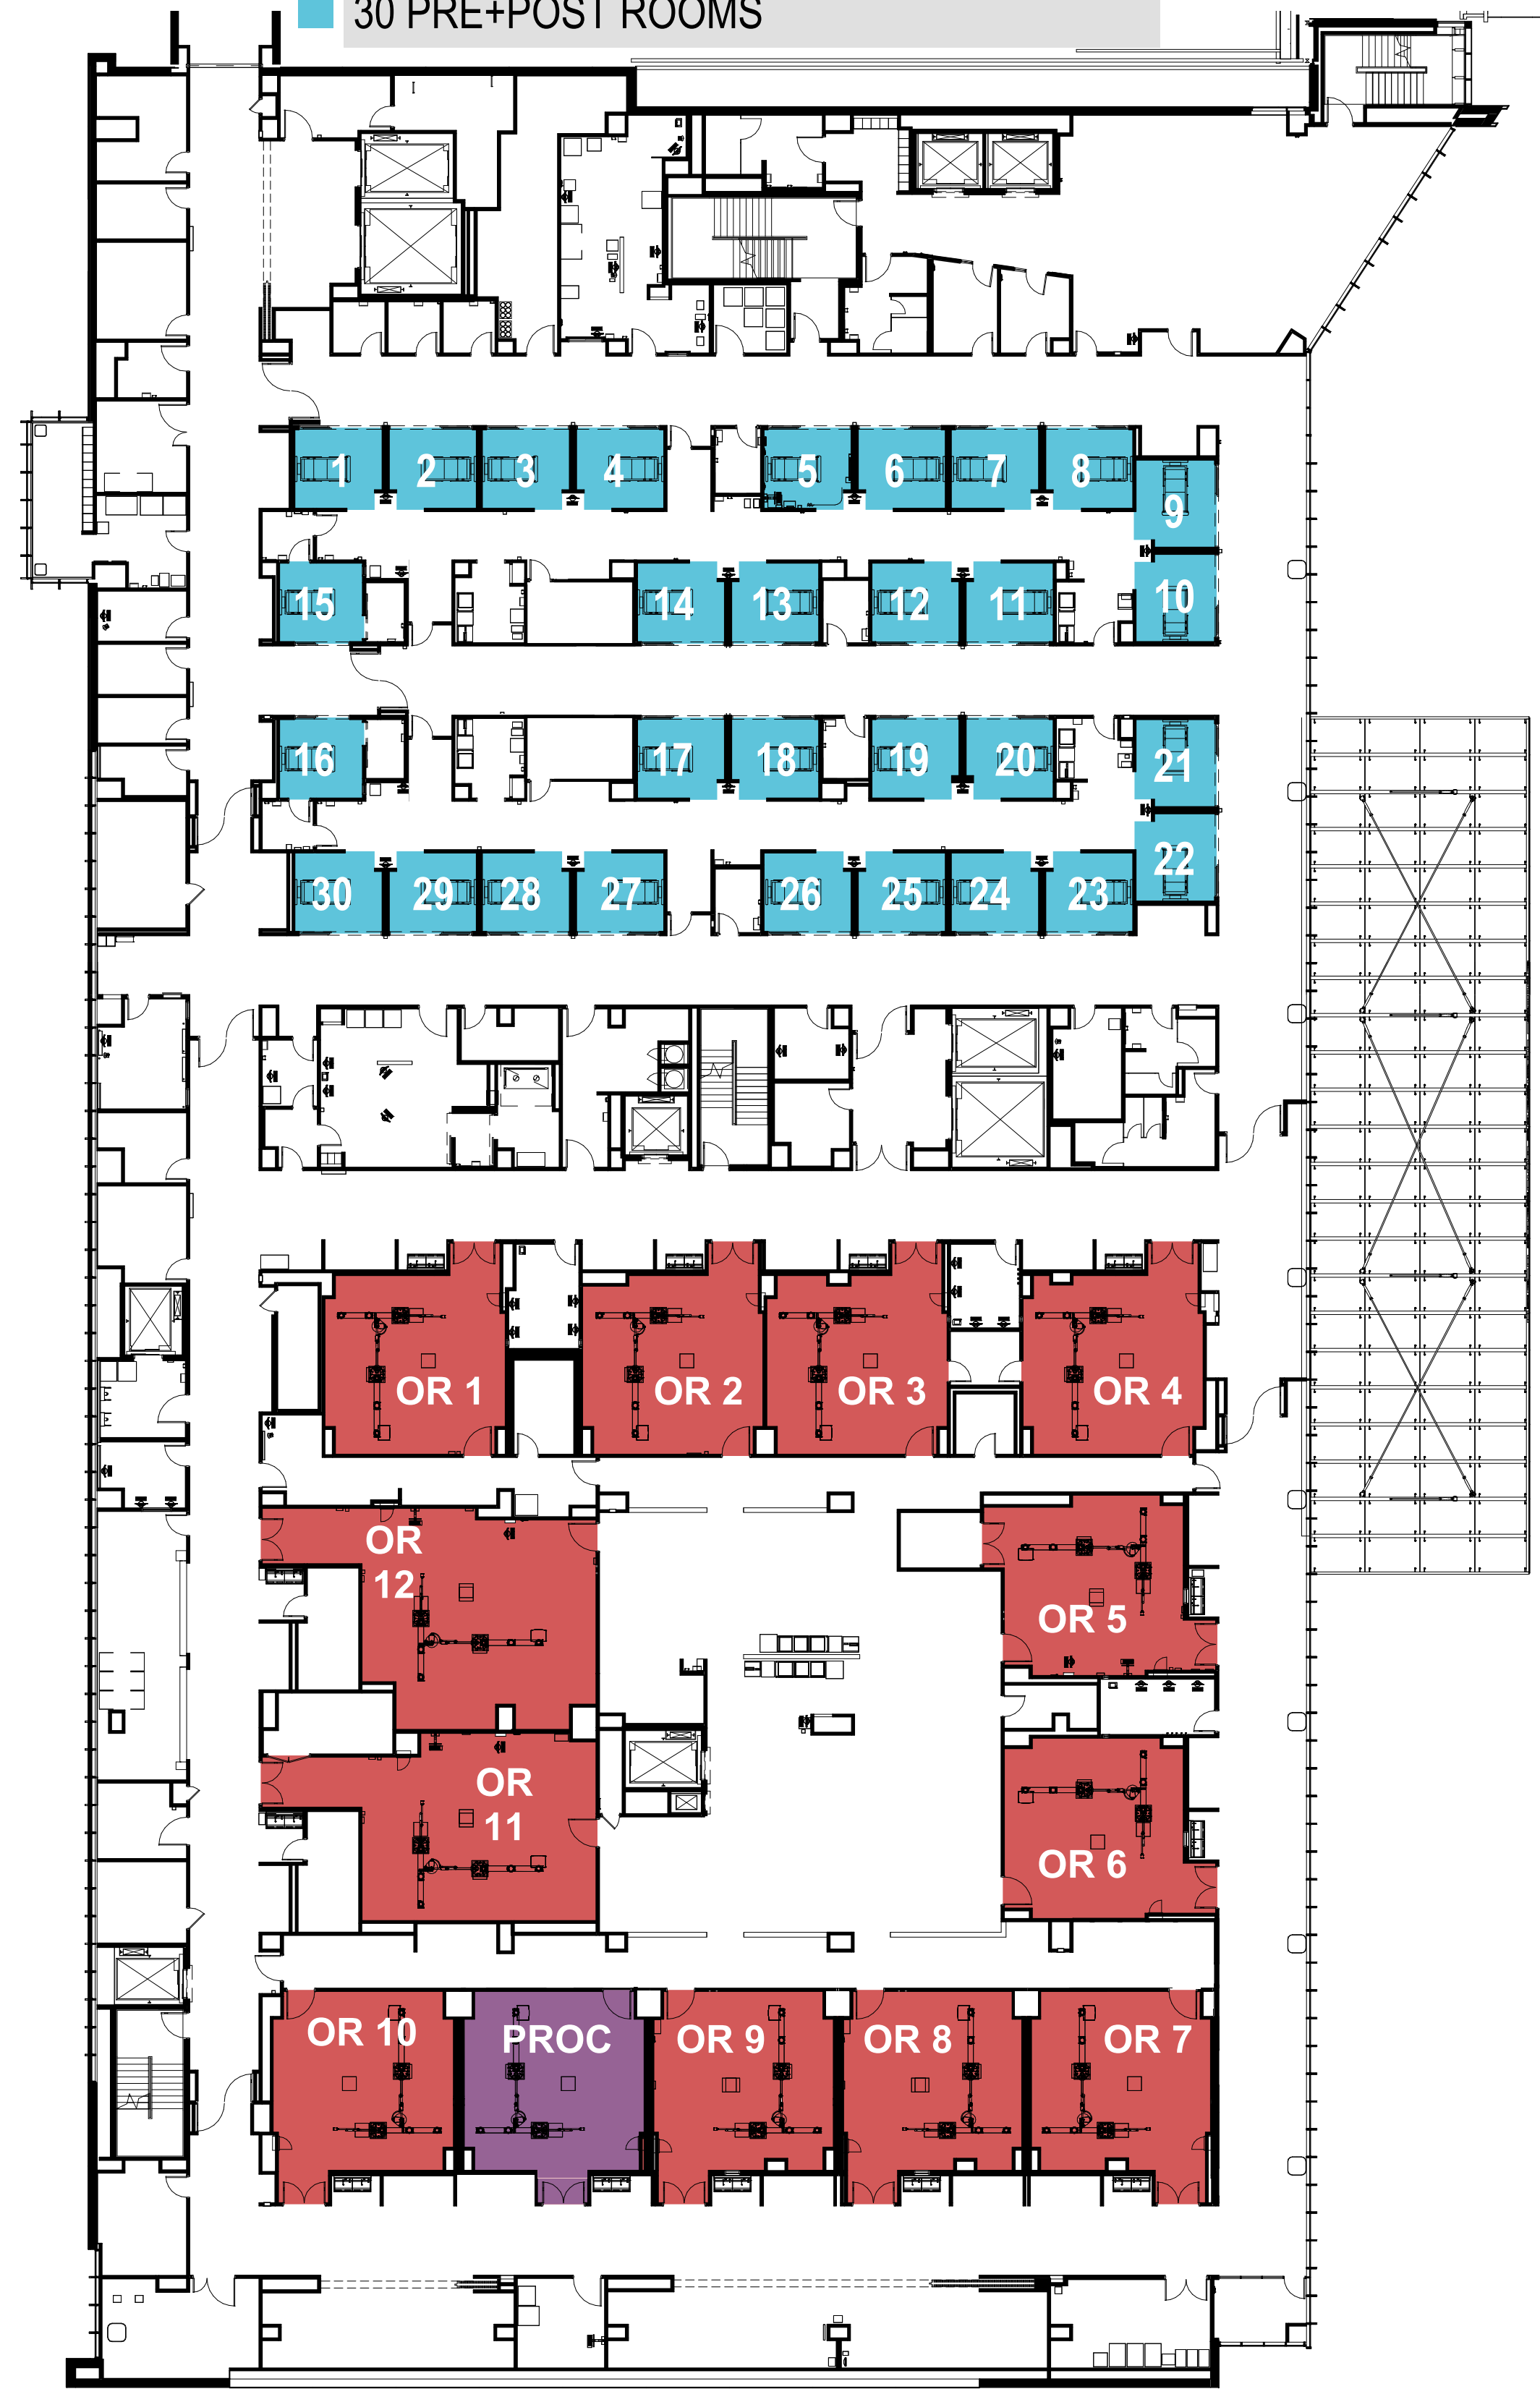 30 PRE+POST ROOMS
1 2 3 4 5 6 7 8
9
15 14 13 12 11 10
16 17 18 19 20 21
22
30 29 28 27 26 25 24 23
OR 1 OR 2 OR 3 OR 4
OR
12
OR 5
OR
11
OR 6
OR 10 PROC OR 9 OR 8 OR 7